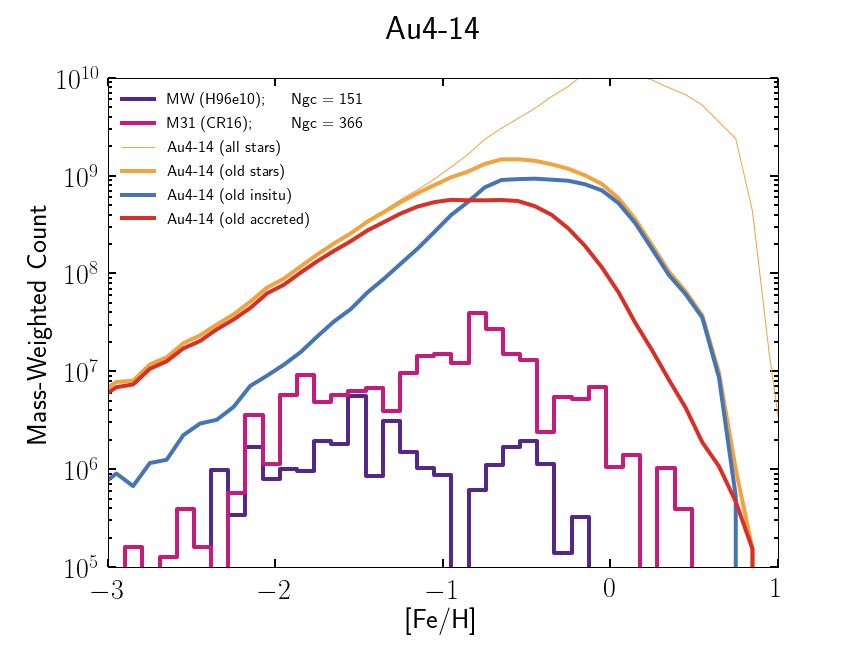 Au4-14
10^10
10^9
10^8
10^7
10^6
10^5
Mass-Weighted Count
MW (H96e10); Ngc = 151
M31 (CR16); Ngc = 366
Au4-14 (all stars)
Au4-14 (old stars)
Au4-14 (old insitu)
Au4-14 (old accreted)
−3 −2 −1 0 1
[Fe/H]